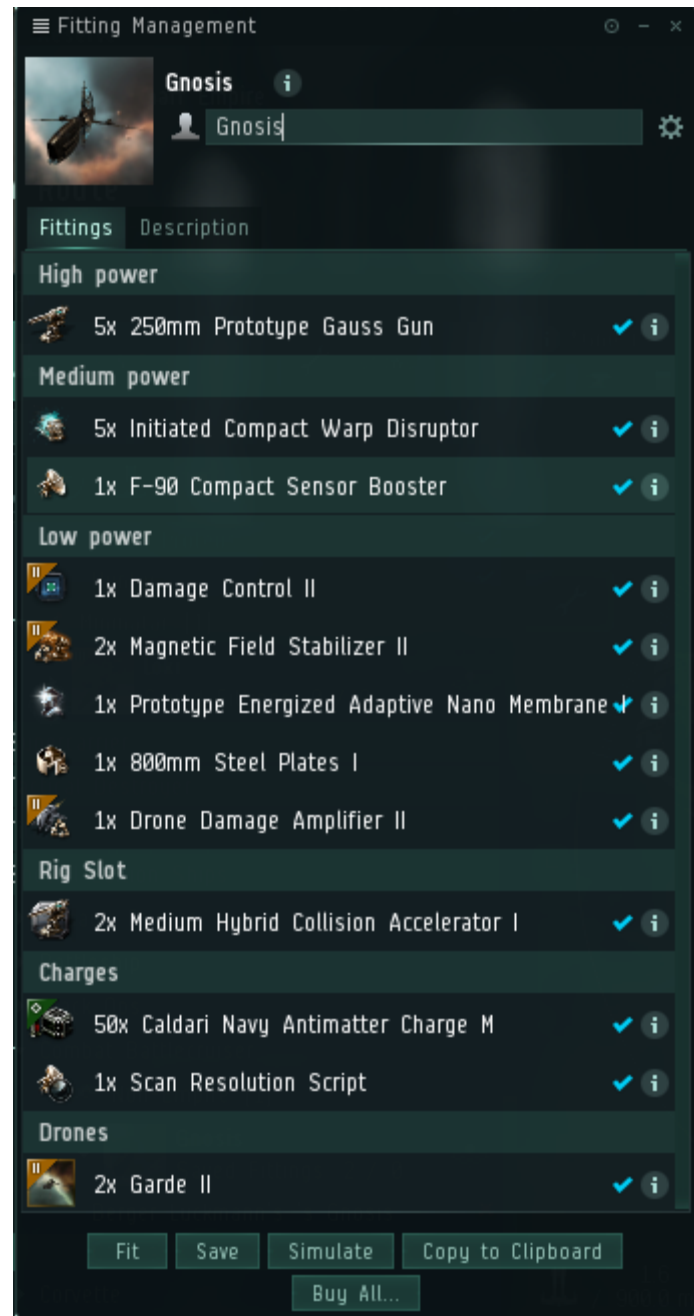 Fitting Management
Gnosis
Gnosis
Fittings Description
High power
5x 250mm Prototype Gauss Gun
Medium power
5x Initiated Compact Warp Disruptor
1x F-90 Compact Sensor Booster
Low power
1x Damage Control II
2x Magnetic Field Stabilizer II
1x Prototype Energized Adaptive Nano Membrane I
1x 800mm Steel Plates I
1x Drone Damage Amplifier II
Rig Slot
2x Medium Hybrid Collision Accelerator I
Charges
50x Caldari Navy Antimatter Charge M
1x Scan Resolution Script
Drones
2x Garde II
Fit Save Simulate Copy to Clipboard
Buy All...